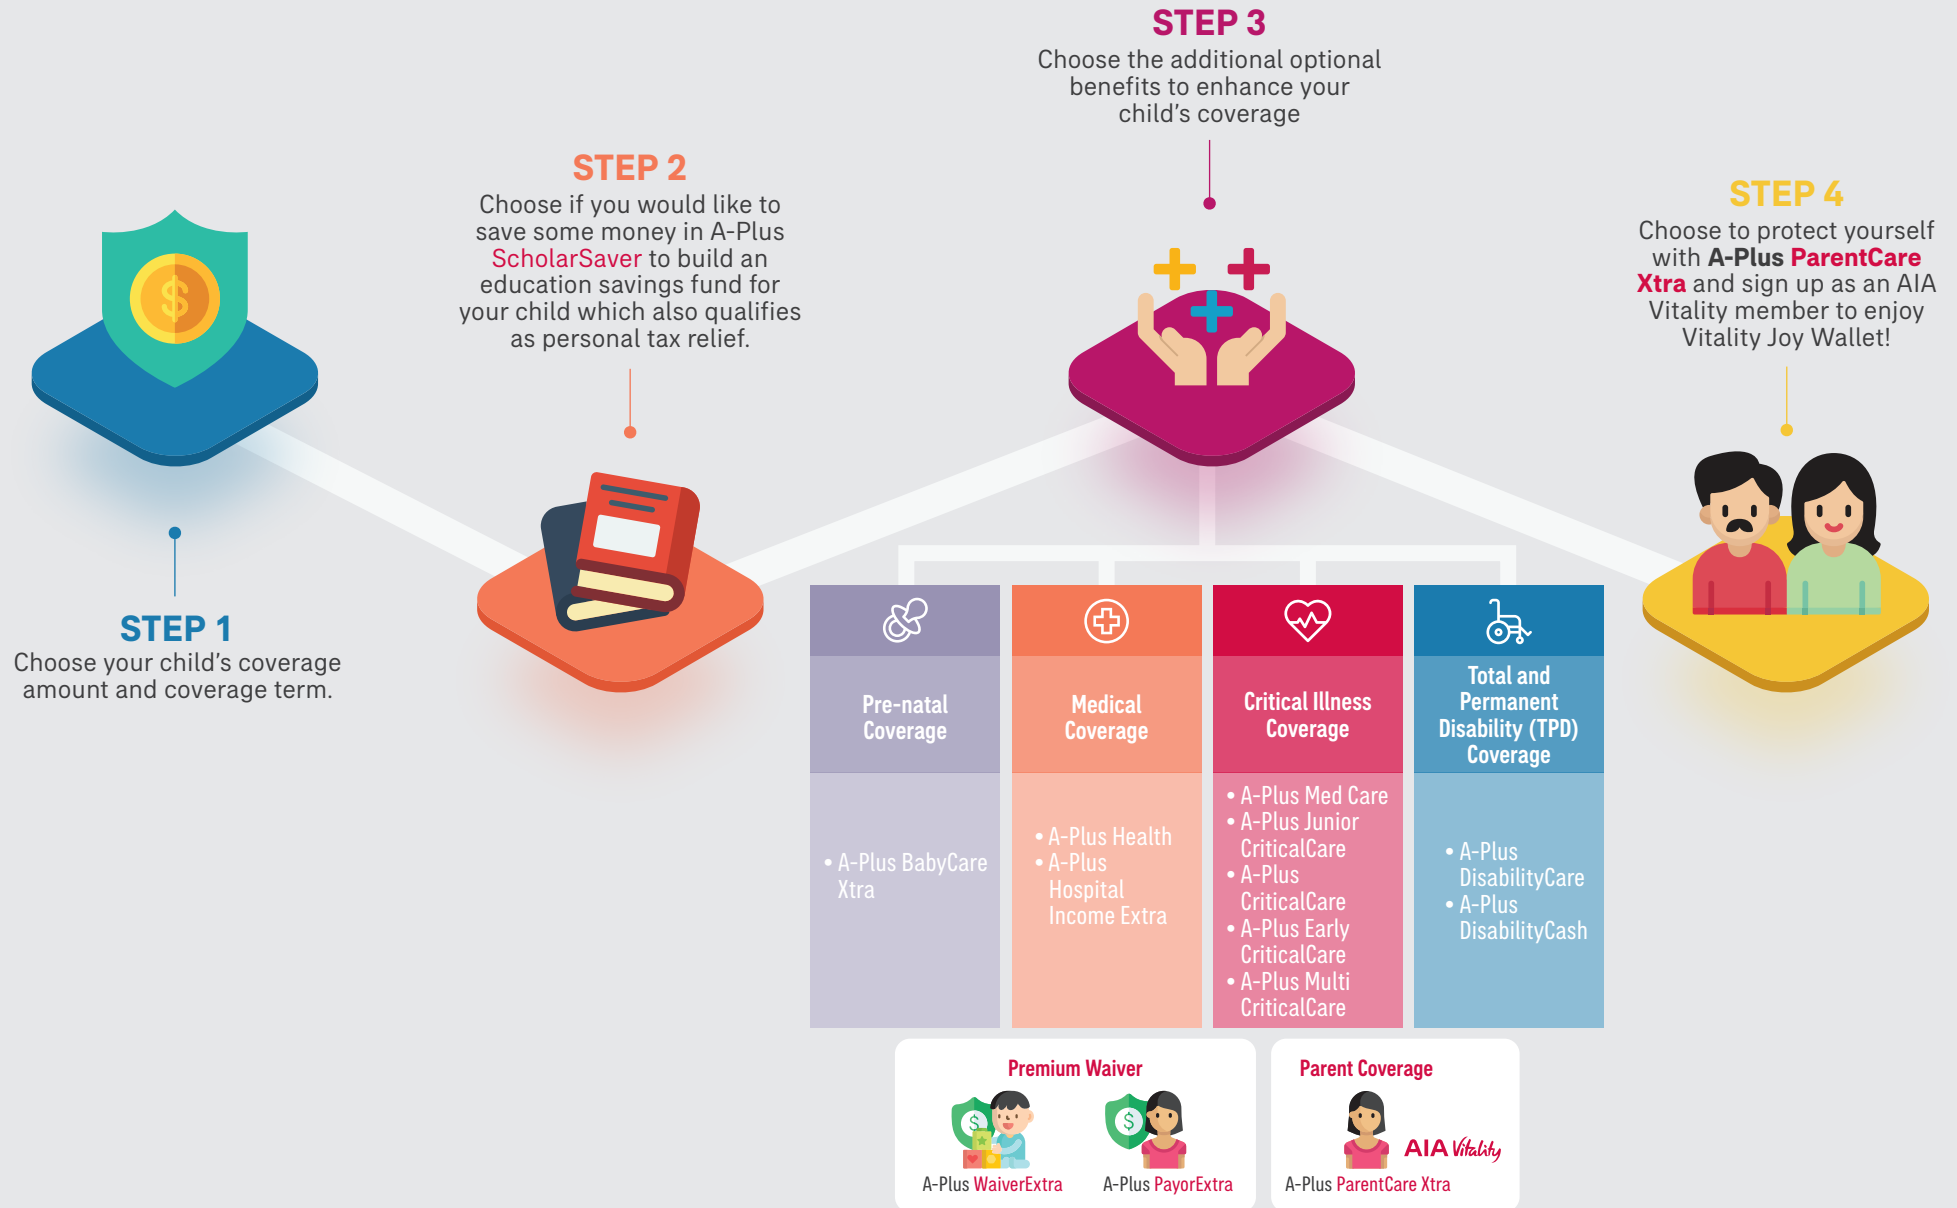 STEP 1
Choose your child's coverage
amount and coverage term.
STEP 2
Choose if you would like to
save some money in A-Plus
ScholarSaver to build an
education savings fund for
your child which also qualifies
as personal tax relief.
STEP 3
Choose the additional optional
benefits to enhance your
child's coverage
STEP 4
Choose to protect yourself
with A-Plus ParentCare
Xtra and sign up as an AIA
Vitality member to enjoy
Vitality Joy Wallet!
Pre-natal
Coverage
• A-Plus BabyCare
Xtra
Medical
Coverage
• A-Plus Health
• A-Plus
Hospital
Income Extra
Critical Illness
Coverage
• A-Plus Med Care
• A-Plus Junior
CriticalCare
• A-Plus
CriticalCare
• A-Plus Early
CriticalCare
• A-Plus Multi
CriticalCare
Total and
Permanent
Disability (TPD)
Coverage
• A-Plus
DisabilityCare
• A-Plus
DisabilityCash
Premium Waiver
A-Plus WaiverExtra
A-Plus PayorExtra
Parent Coverage
AIA Vitality
A-Plus ParentCare Xtra